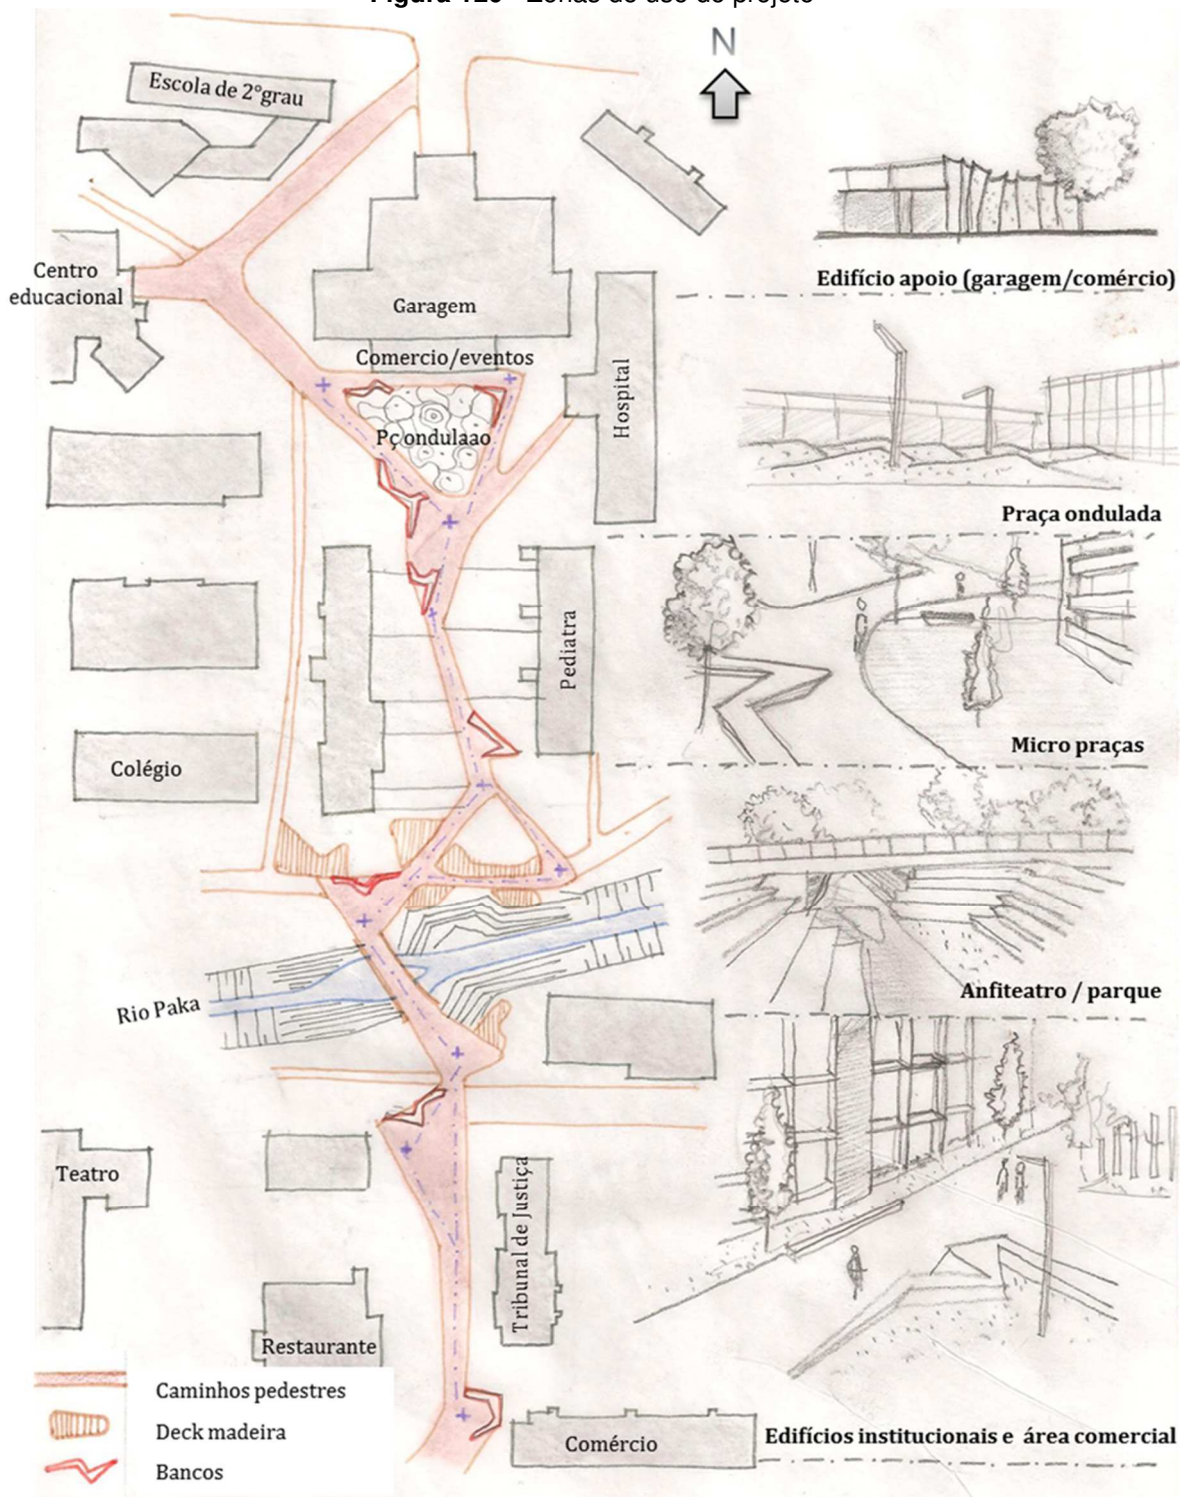 N
Escola de 2°grau
Centro
educacional
Garagem
Comercio/eventos
Hospital
Pç ondulaao
Pediatra
Colégio
Rio Paka
Teatro
Tribunal de Justiça
Restaurante
Comércio
Caminhos pedestres
Deck madeira
Bancos
Edifício apoio (garagem/comércio)
Praça ondulada
Micro praças
Anfiteatro / parque
Edifícios institucionais e área comercial